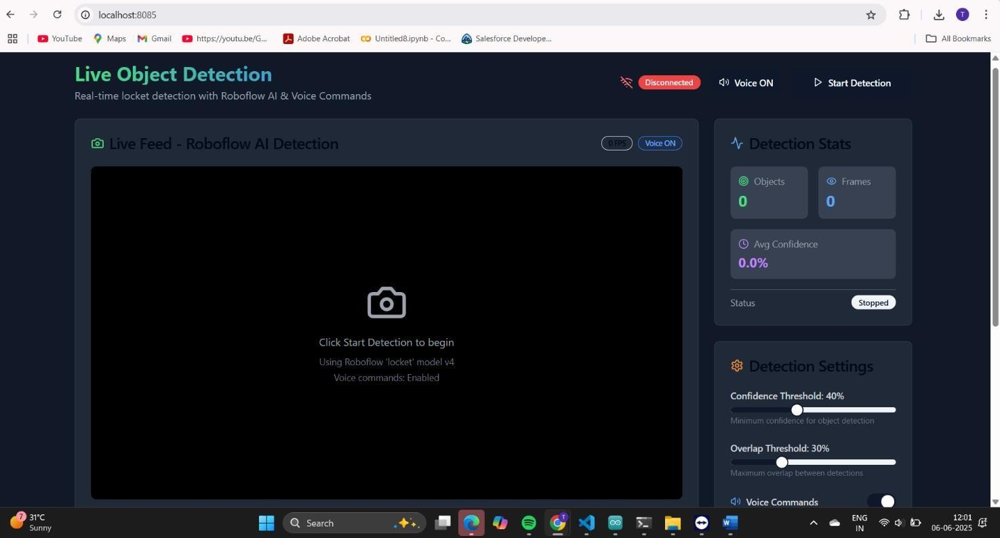 localhost:8085
T
YouTube
Maps
Gmail
https://youtu.be/G...
Adobe Acrobat
Untitled8.ipynb - Co...
Salesforce Develope...
All Bookmarks
Live Object Detection
Real-time locket detection with Roboflow AI & Voice Commands
Disconnected
Voice ON
Start Detection
Live Feed - Roboflow AI Detection
0 FPS
Voice ON
Click Start Detection to begin
Using Roboflow 'locket' model v4
Voice commands: Enabled
Detection Stats
Objects
0
Frames
0
Avg Confidence
0.0%
Status
Stopped
Detection Settings
Confidence Threshold: 40%
Minimum confidence for object detection
Overlap Threshold: 30%
Maximum overlap between detections
Voice Commands
7
31°C
Sunny
Search
T
W
ENG
IN
12:01
06-06-2025